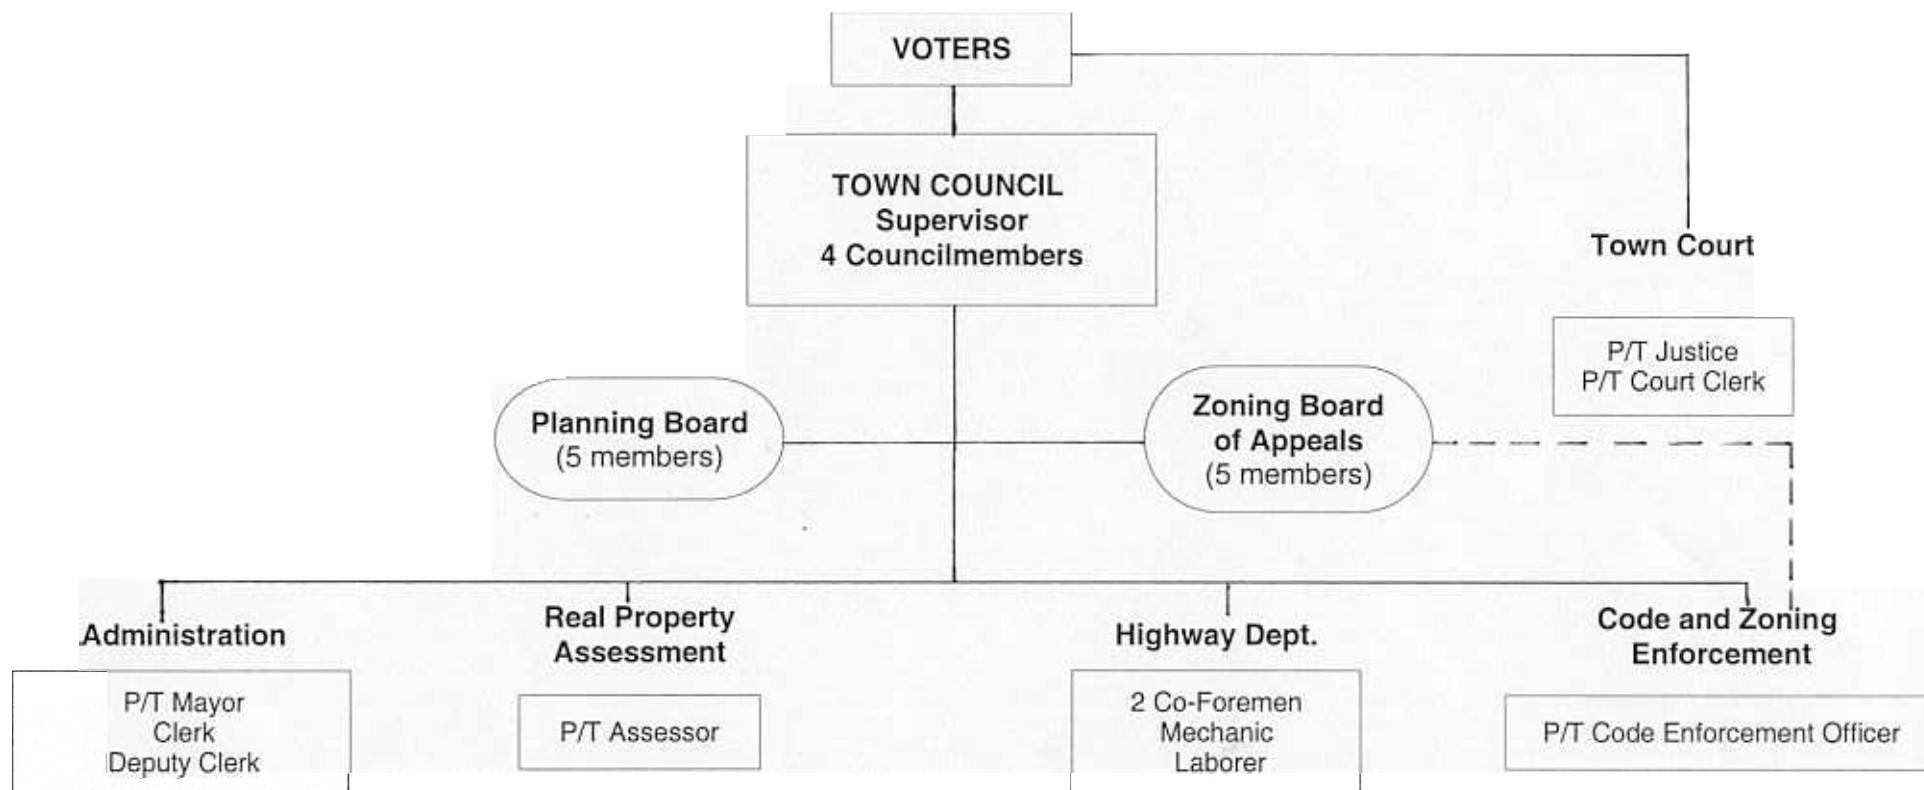 VOTERS
TOWN COUNCIL
Supervisor
4 Councilmembers
Town Court
P/T Justice
P/T Court Clerk
Planning Board
(5 members)
Zoning Board
of Appeals
(5 members)
Administration
P/T Mayor
Clerk
Deputy Clerk
Real Property
Assessment
P/T Assessor
Highway Dept.
2 Co-Foremen
Mechanic
Laborer
Code and Zoning
Enforcement
P/T Code Enforcement Officer